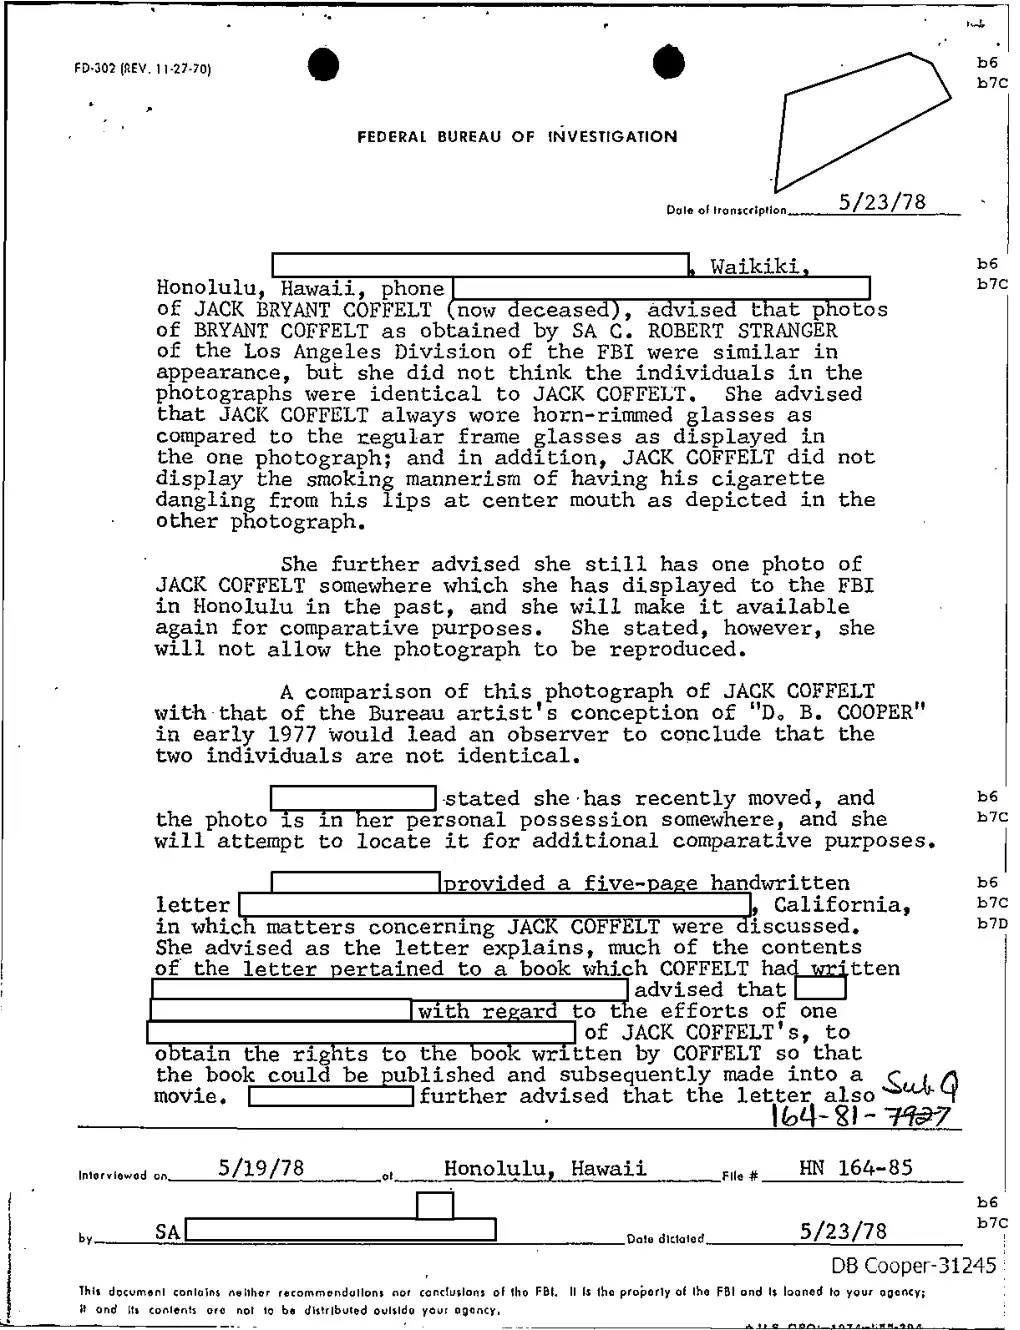 FD-302 (REV. 11-27-70)
b6
b7C
FEDERAL BUREAU OF INVESTIGATION
Date of transcription 5/23/78
, Waikiki,
b6
Honolulu, Hawaii, phone
b7C
of JACK BRYANT COFFELT (now deceased), advised that photos
of BRYANT COFFELT as obtained by SA C. ROBERT STRANGER
of the Los Angeles Division of the FBI were similar in
appearance, but she did not think the individuals in the
photographs were identical to JACK COFFELT. She advised
that JACK COFFELT always wore horn-rimmed glasses as
compared to the regular frame glasses as displayed in
the one photograph; and in addition, JACK COFFELT did not
display the smoking mannerism of having his cigarette
dangling from his lips at center mouth as depicted in the
other photograph.
She further advised she still has one photo of
JACK COFFELT somewhere which she has displayed to the FBI
in Honolulu in the past, and she will make it available
again for comparative purposes. She stated, however, she
will not allow the photograph to be reproduced.
A comparison of this photograph of JACK COFFELT
with that of the Bureau artist's conception of "D. B. COOPER"
in early 1977 would lead an observer to conclude that the
two individuals are not identical.
stated she has recently moved, and
b6
the photo is in her personal possession somewhere, and she
b7C
will attempt to locate it for additional comparative purposes.
provided a five-page handwritten
b6
letter , California,
b7C
in which matters concerning JACK COFFELT were discussed.
b7D
She advised as the letter explains, much of the contents
of the letter pertained to a book which COFFELT had written
advised that
with regard to the efforts of one
of JACK COFFELT's, to
obtain the rights to the book written by COFFELT so that
the book could be published and subsequently made into a
movie. further advised that the letter also
Sub Q
164-81-7927
Interviewed on 5/19/78 at Honolulu, Hawaii File # HN 164-85
b6
b7C
by SA Date dictated 5/23/78
DB Cooper-31245
This document contains neither recommendations nor conclusions of the FBI. It is the property of the FBI and is loaned to your agency;
it and its contents are not to be distributed outside your agency.